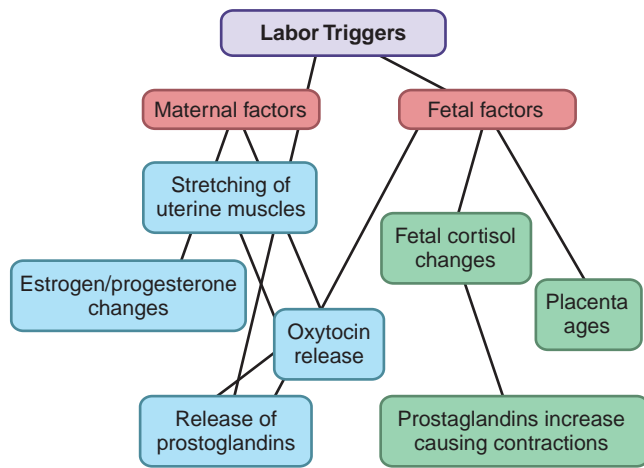 Labor Triggers
Maternal factors
Fetal factors
Stretching of
uterine muscles
Fetal cortisol
changes
Estrogen/progesterone
changes
Placenta
ages
Oxytocin
release
Release of
prostoglandins
Prostaglandins increase
causing contractions